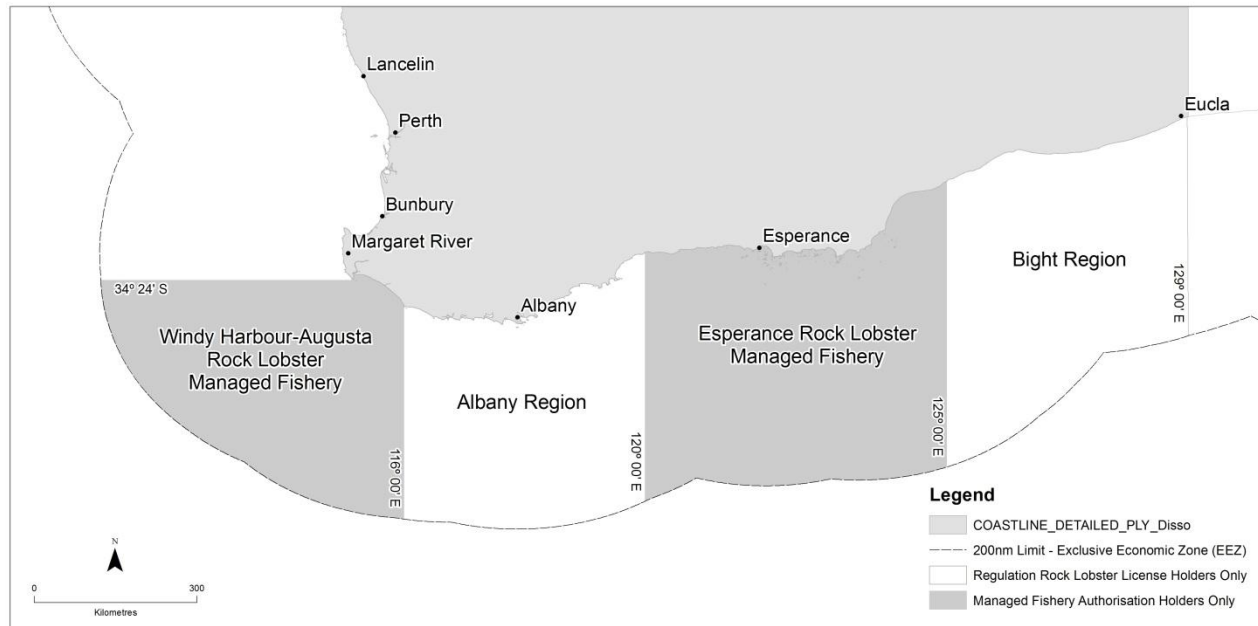 Lancelin
Perth
Eucla
Bunbury
Margaret River
Esperance
Bight Region
129º 00' E
34º 24' S
Albany
Windy Harbour-Augusta
Rock Lobster
Managed Fishery
Esperance Rock Lobster
Managed Fishery
Albany Region
116º 00' E
120º 00' E
125º 00' E
Legend
COASTLINE_DETAILED_PLY_Disso
200nm Limit - Exclusive Economic Zone (EEZ)
Regulation Rock Lobster License Holders Only
Managed Fishery Authorisation Holders Only
N
0 300
Kilometres